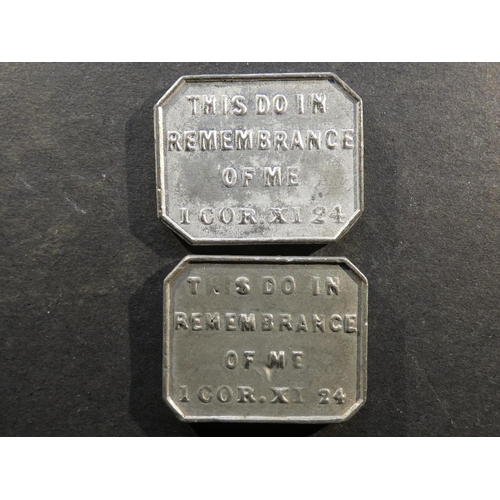 THIS DO IN
REMEMBRANCE
OF ME
1 COR. XI 24
THIS DO IN
REMEMBRANCE
OF ME
1 COR. XI 24